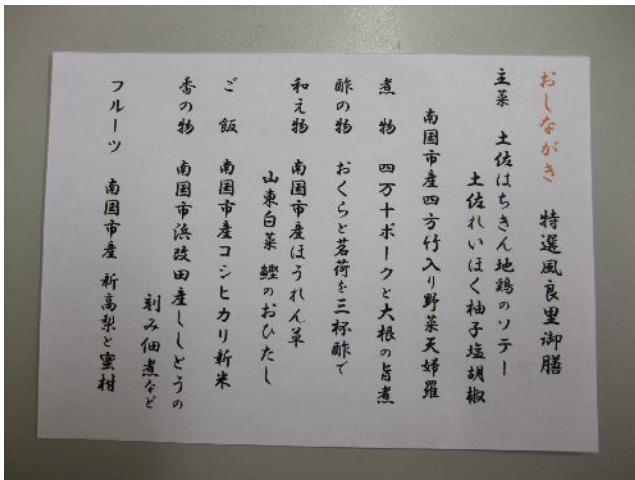 おしながき 特選風良里御膳
主菜 土佐はちきん地鶏のソテー
土佐れいほく柚子塩胡椒
南国市産四方竹入り野菜天婦羅
煮 物 四万十ポークと大根の旨煮
酢の物 おくらと茗荷を三杯酢で
和え物 南国市産ほうれん草
山東白菜 鰹のおひたし
ご 飯 南国市産コシヒカリ新米
香の物 南国市浜改田産ししとうの
刻み佃煮など
フルーツ 南国市産 新高梨と蜜柑